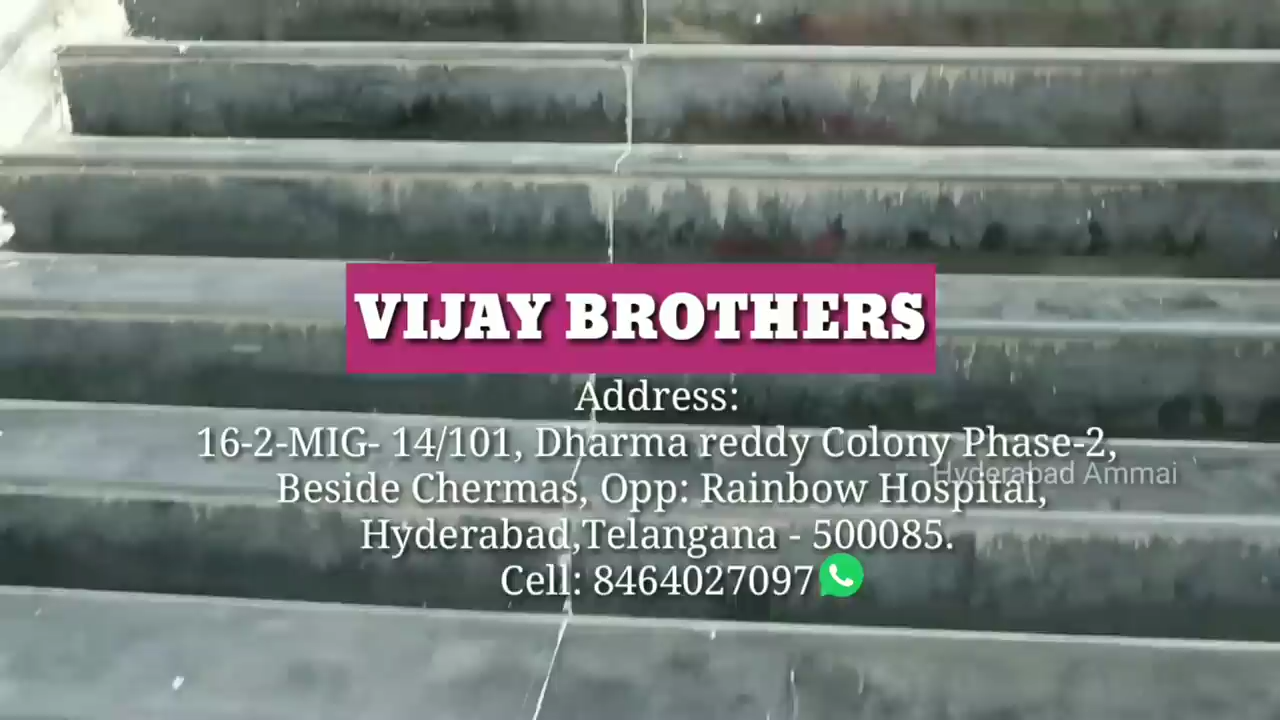 VIJAY BROTHERS
Address:
16-2-MIG- 14/101, Dharma reddy Colony Phase-2,
Hyderabad Ammai
Beside Chermas, Opp: Rainbow Hospital,
Hyderabad,Telangana - 500085.
Cell: 8464027097